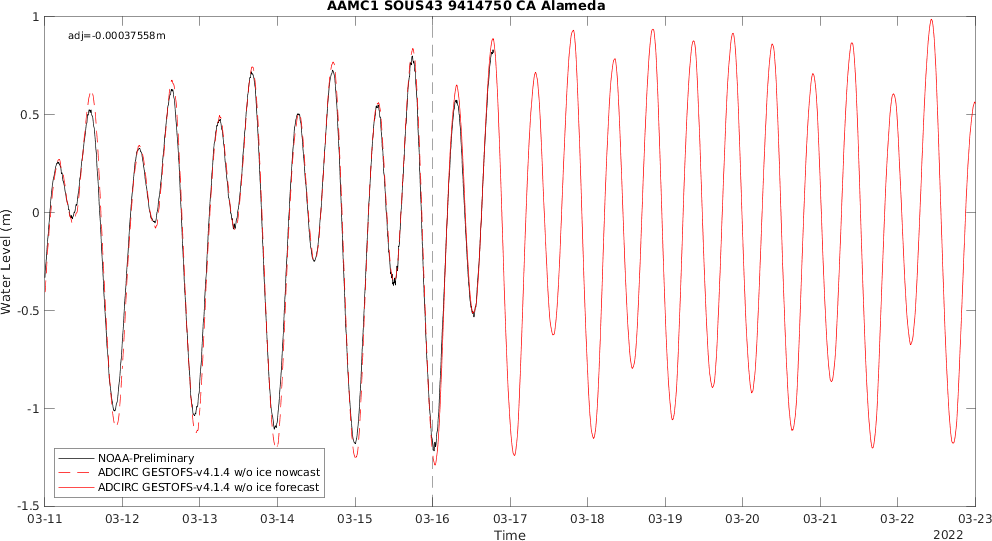 AAMC1 SOUS43 9414750 CA Alameda
adj=-0.00037558m
1
0.5
0
-0.5
-1
-1.5
Water Level (m)
NOAA-Preliminary
ADCIRC GESTOFS-v4.1.4 w/o ice nowcast
ADCIRC GESTOFS-v4.1.4 w/o ice forecast
03-11 03-12 03-13 03-14 03-15 03-16 03-17 03-18 03-19 03-20 03-21 03-22 03-23
Time
2022